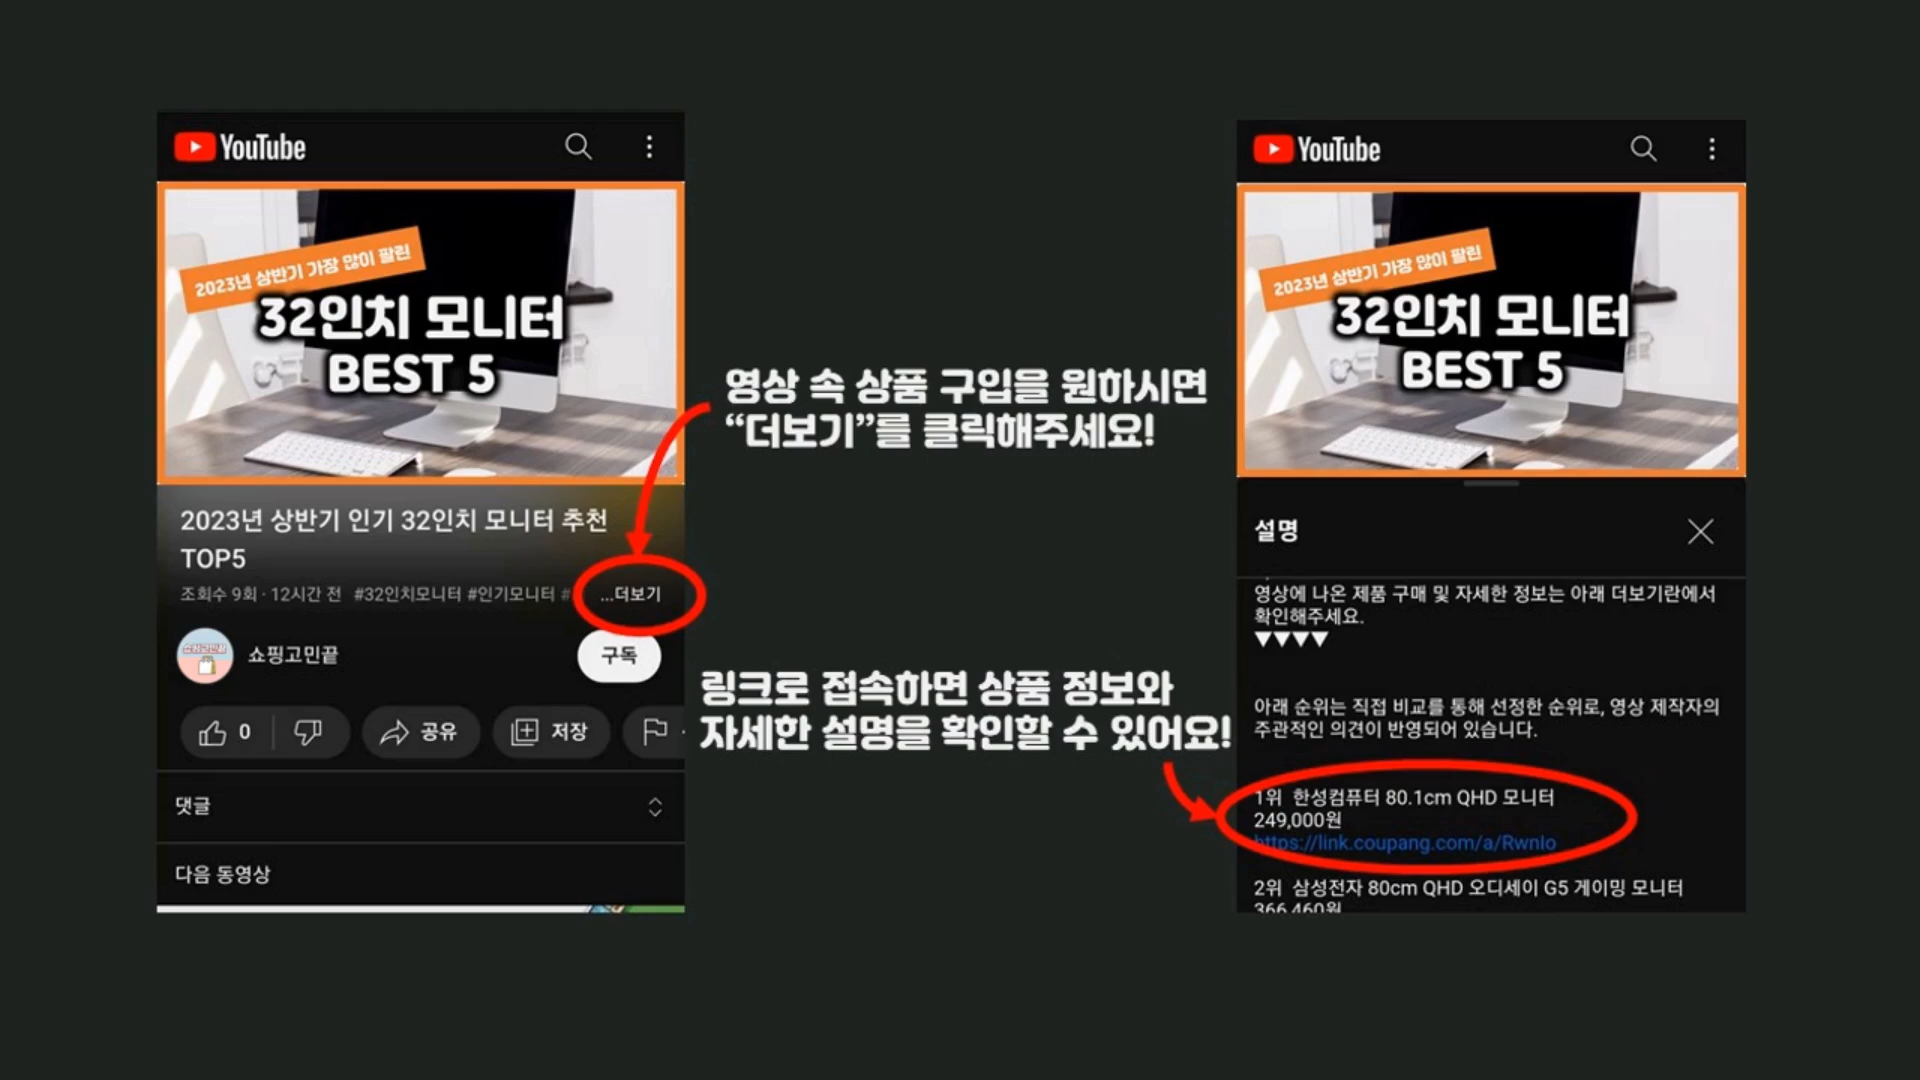 YouTube
2023년 상반기 가장 많이 팔린
32인치 모니터
BEST 5
2023년 상반기 인기 32인치 모니터 추천
TOP5
조회수 9회 · 12시간 전 #32인치모니터 #인기모니터 # ...더보기
쇼핑고민끝
쇼핑고민끝
구독
0
공유
저장
댓글
다음 동영상
영상 속 상품 구입을 원하시면
“더보기”를 클릭해주세요!
링크로 접속하면 상품 정보와
자세한 설명을 확인할 수 있어요!
YouTube
2023년 상반기 가장 많이 팔린
32인치 모니터
BEST 5
설명
영상에 나온 제품 구매 및 자세한 정보는 아래 더보기란에서
확인해주세요.
▼▼▼▼
아래 순위는 직접 비교를 통해 선정한 순위로, 영상 제작자의
주관적인 의견이 반영되어 있습니다.
1위 한성컴퓨터 80.1cm QHD 모니터
249,000원
https://link.coupang.com/a/RwnIo
2위 삼성전자 80cm QHD 오디세이 G5 게이밍 모니터
366,460원